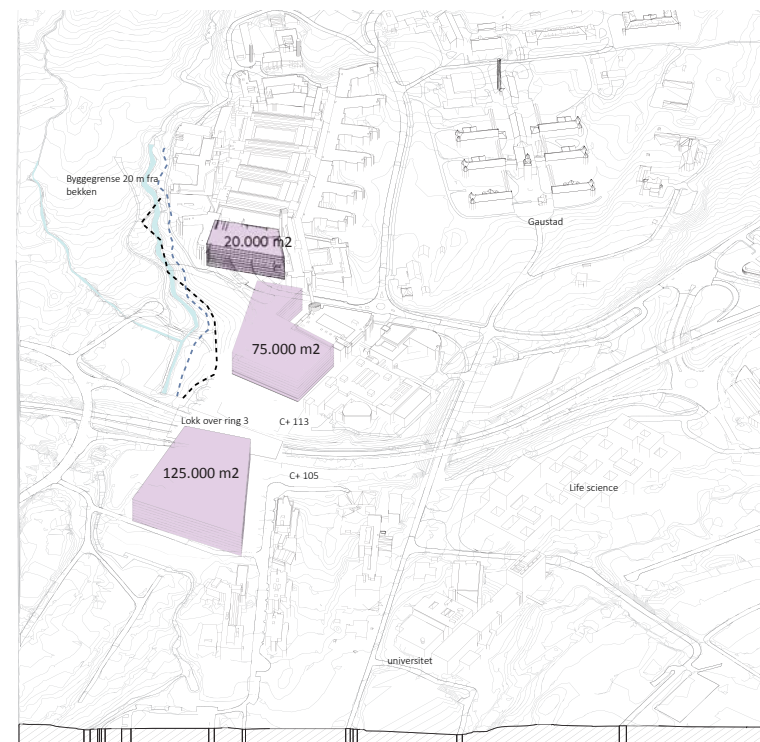 Byggegrense 20 m fra
bekken
Gaustad
20.000 m2
75.000 m2
Lokk over ring 3
C+ 113
125.000 m2
C+ 105
Life science
universitet